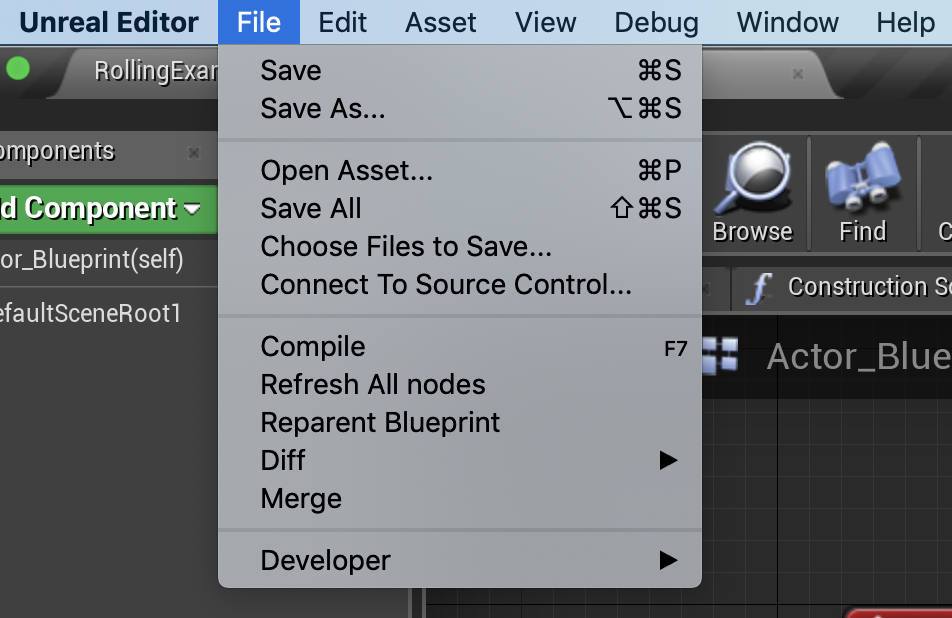 Unreal Editor File Edit Asset View Debug Window Help
RollingExa
Save ⌘S
Save As... ⌥⌘S
omponents
Open Asset... ⌘P
d Component
Save All ⇧⌘S
Browse
Find
or_Blueprint(self)
Choose Files to Save...
Connect To Source Control...
f Construction Sc
efaultSceneRoot1
Compile F7
Actor_Blue
Refresh All nodes
Reparent Blueprint
Diff ▶
Merge
Developer ▶